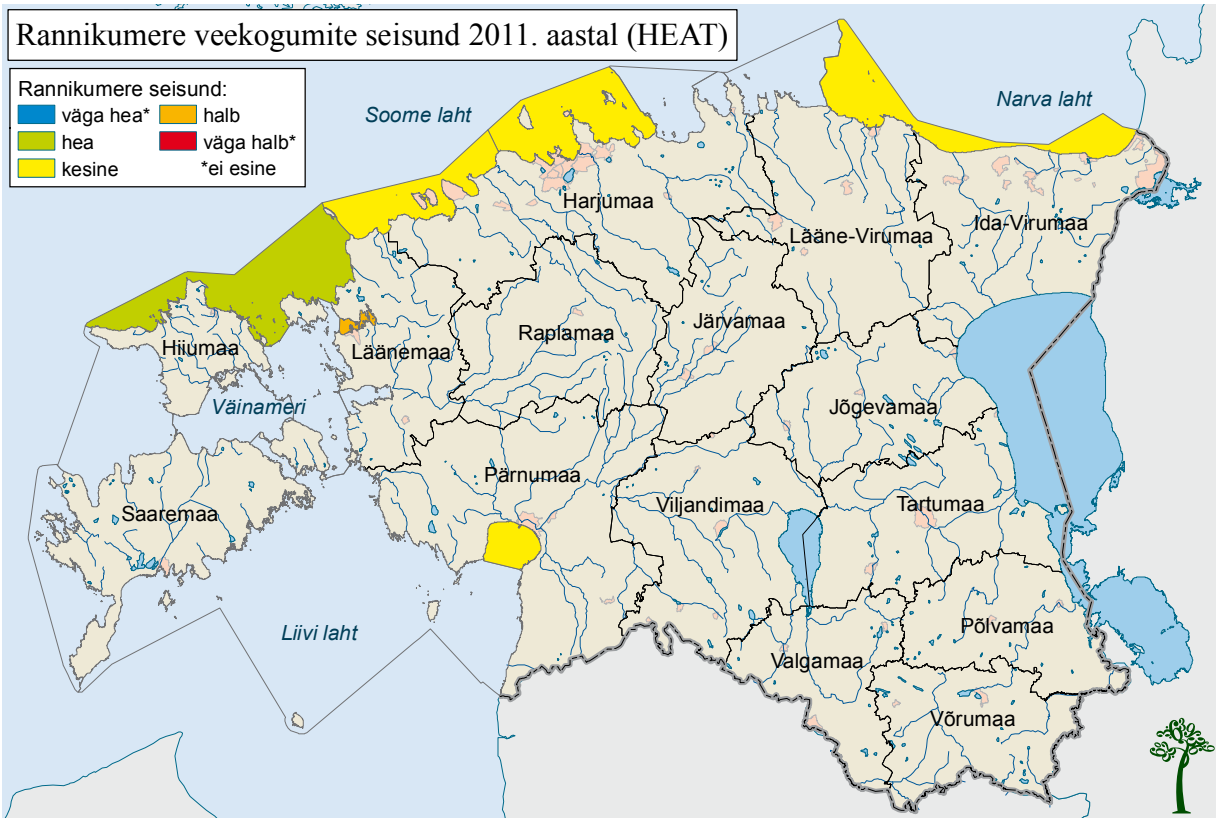 Rannikumere veekogumite seisund 2011. aastal (HEAT)
Rannikumere seisund:
väga hea*
halb
hea
väga halb*
kesine
*ei esine
Soome laht
Narva laht
Harjumaa
Ida-Virumaa
Lääne-Virumaa
Hiiumaa
Läänemaa
Raplamaa
Järvamaa
Väinameri
Jõgevamaa
Pärnumaa
Saaremaa
Viljandimaa
Tartumaa
Liivi laht
Põlvamaa
Valgamaa
Võrumaa